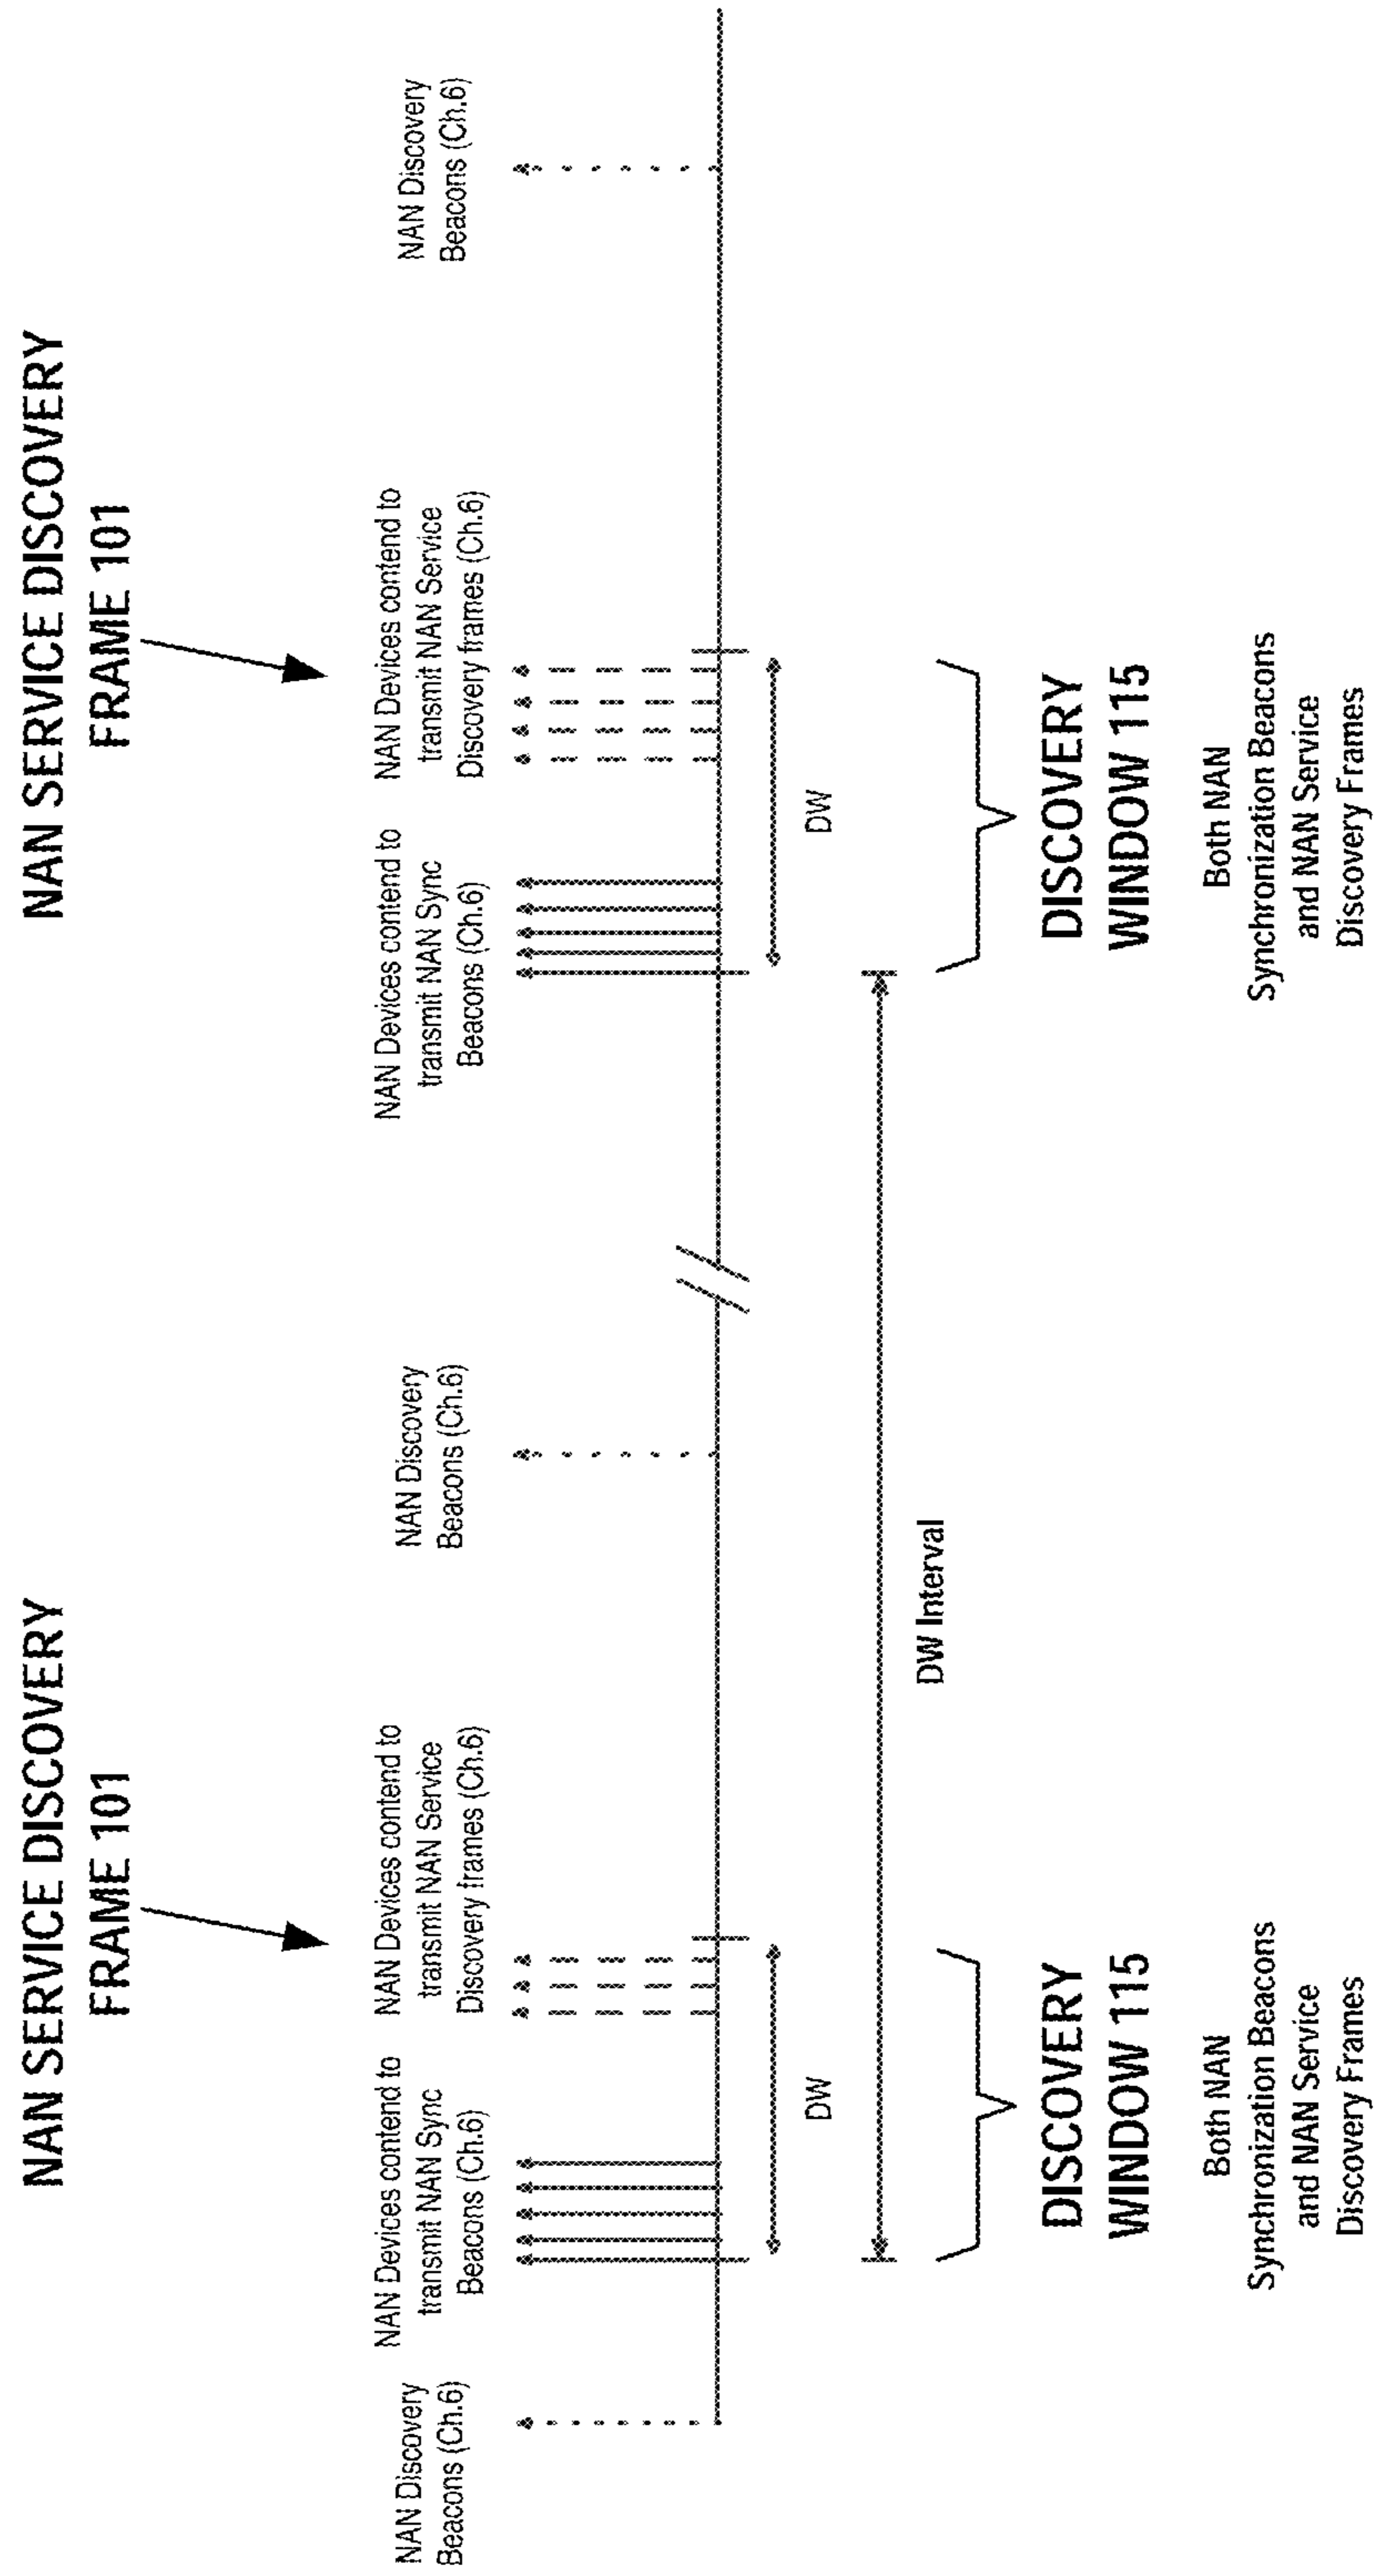 NAN SERVICE DISCOVERY
FRAME 101
NAN SERVICE DISCOVERY
FRAME 101
NAN Discovery
Beacons (Ch.6)
NAN Devices contend to
transmit NAN Sync
Beacons (Ch.6)
NAN Devices contend to
transmit NAN Service
Discovery frames (Ch.6)
NAN Discovery
Beacons (Ch.6)
NAN Devices contend to
transmit NAN Sync
Beacons (Ch.6)
NAN Devices contend to
transmit NAN Service
Discovery frames (Ch.6)
NAN Discovery
Beacons (Ch.6)
DW
DW
DW Interval
DISCOVERY
WINDOW 115
Both NAN
Synchronization Beacons
and NAN Service
Discovery Frames
DISCOVERY
WINDOW 115
Both NAN
Synchronization Beacons
and NAN Service
Discovery Frames